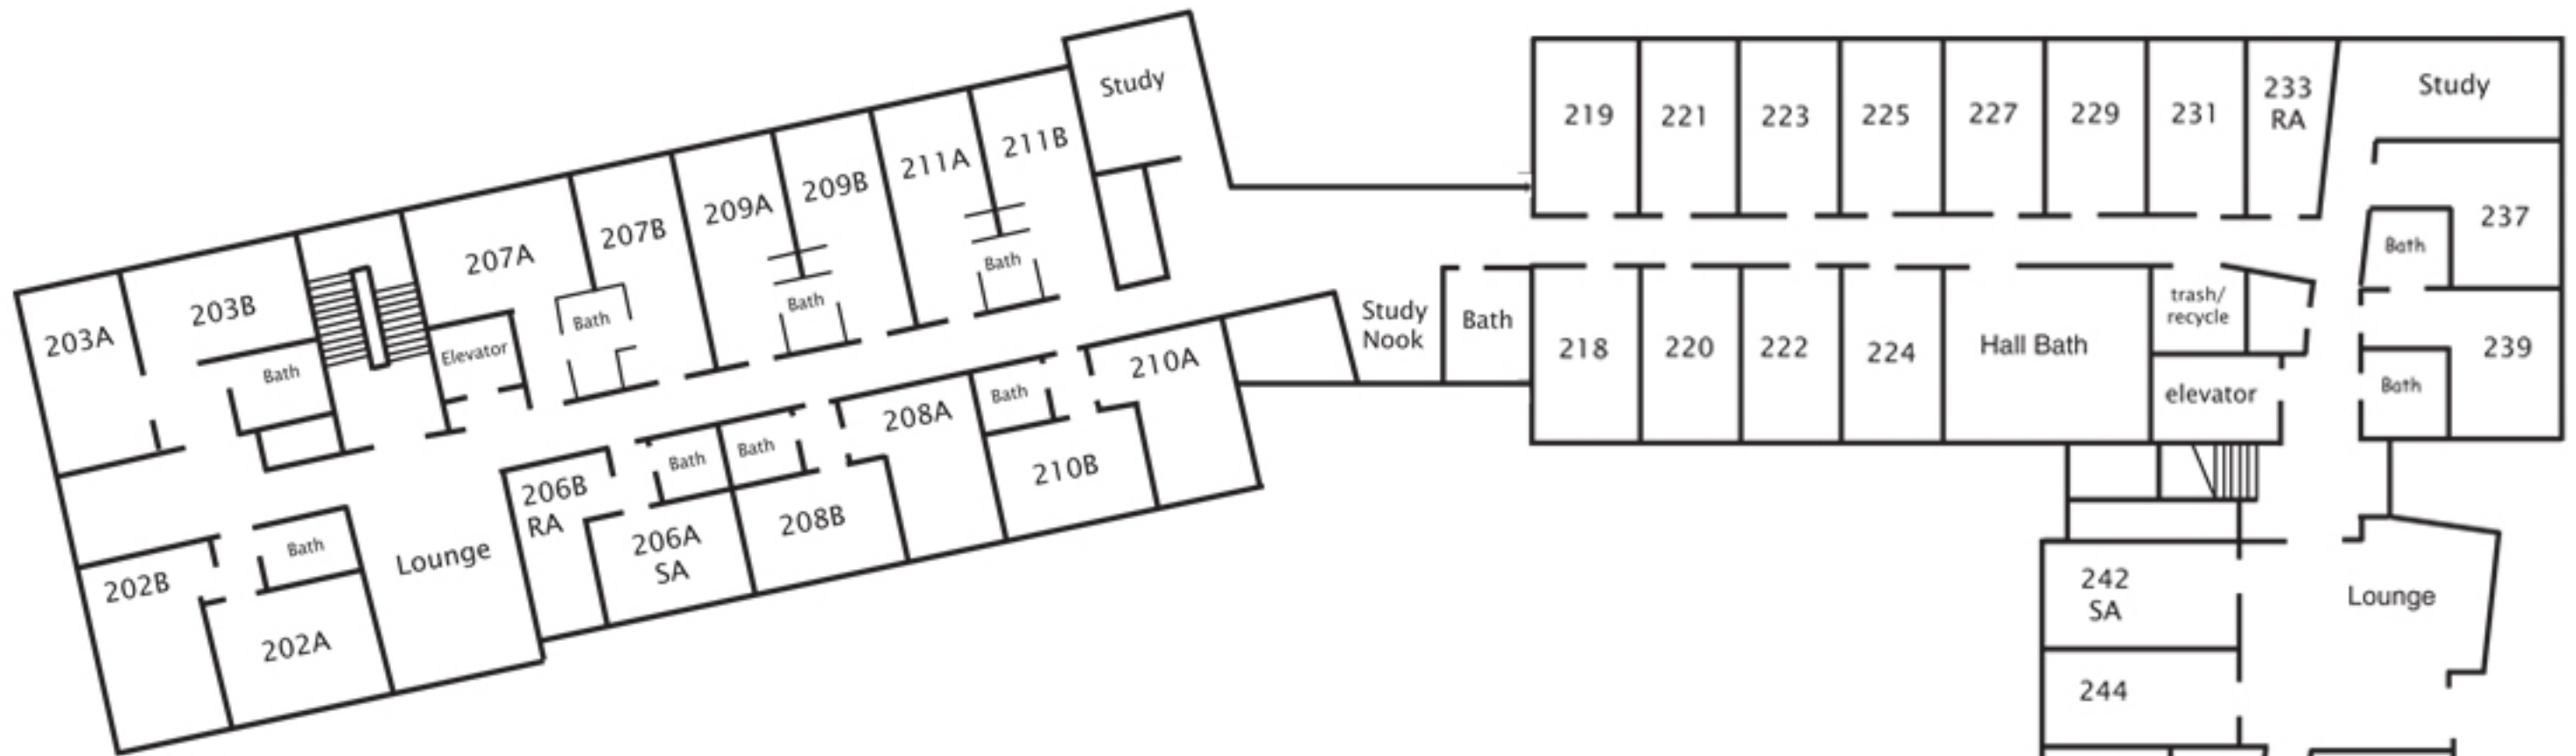 Study
211B
211A
209B
209A
207B
207A
203B
203A
Bath
Bath
Bath
Elevator
Bath
210A
208A
Bath
210B
Bath
Bath
206B
RA
206A
SA
208B
Lounge
Bath
202B
202A
Study
Nook
Bath
219
221
223
225
227
229
231
233
RA
Study
237
Bath
239
Bath
218
220
222
224
Hall Bath
trash/
recycle
elevator
242
SA
Lounge
244